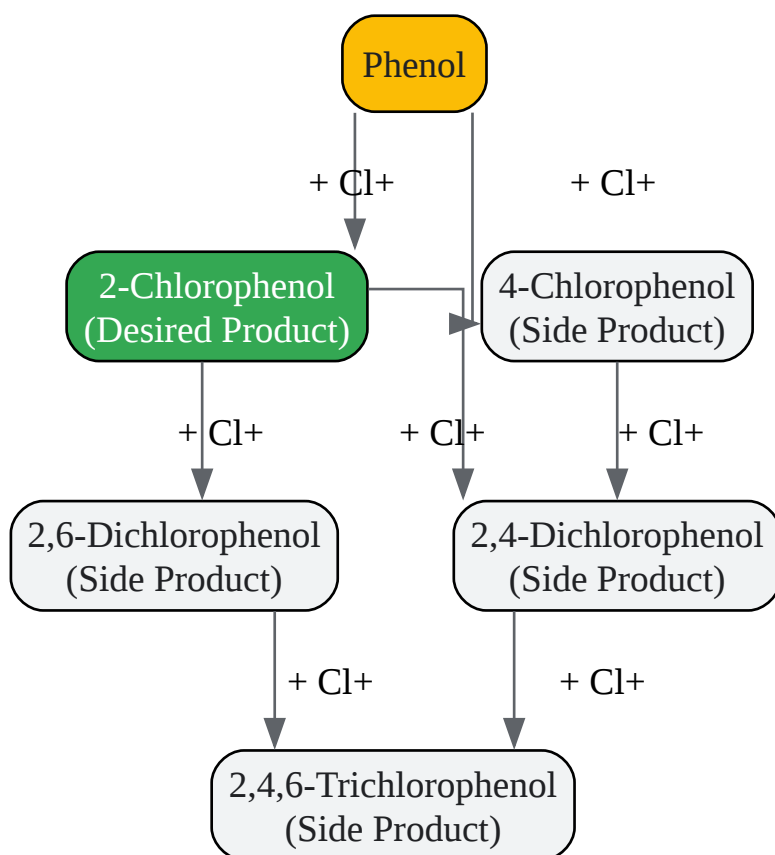 Phenol
+ Cl+
+ Cl+
2-Chlorophenol
(Desired Product)
4-Chlorophenol
(Side Product)
+ Cl+
+ Cl+
+ Cl+
2,6-Dichlorophenol
(Side Product)
2,4-Dichlorophenol
(Side Product)
+ Cl+
+ Cl+
2,4,6-Trichlorophenol
(Side Product)